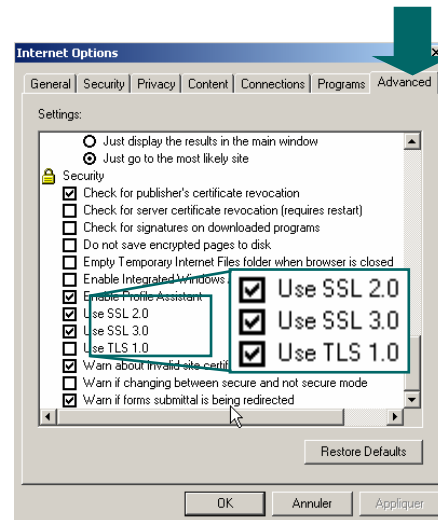 Internet Options
General Security Privacy Content Connections Programs Advanced
Settings:
Just display the results in the main window
Just go to the most likely site
Security
Check for publisher's certificate revocation
Check for server certificate revocation (requires restart)
Check for signatures on downloaded programs
Do not save encrypted pages to disk
Empty Temporary Internet Files folder when browser is closed
Enable Integrated Windows
Enable Profile Assistant
Use SSL 2.0
Use SSL 3.0
Use TLS 1.0
Use SSL 2.0
Use SSL 3.0
Use TLS 1.0
Warn about invalid site certif
Warn if changing between secure and not secure mode
Warn if forms submittal is being redirected
Restore Defaults
OK Annuler Appliquer